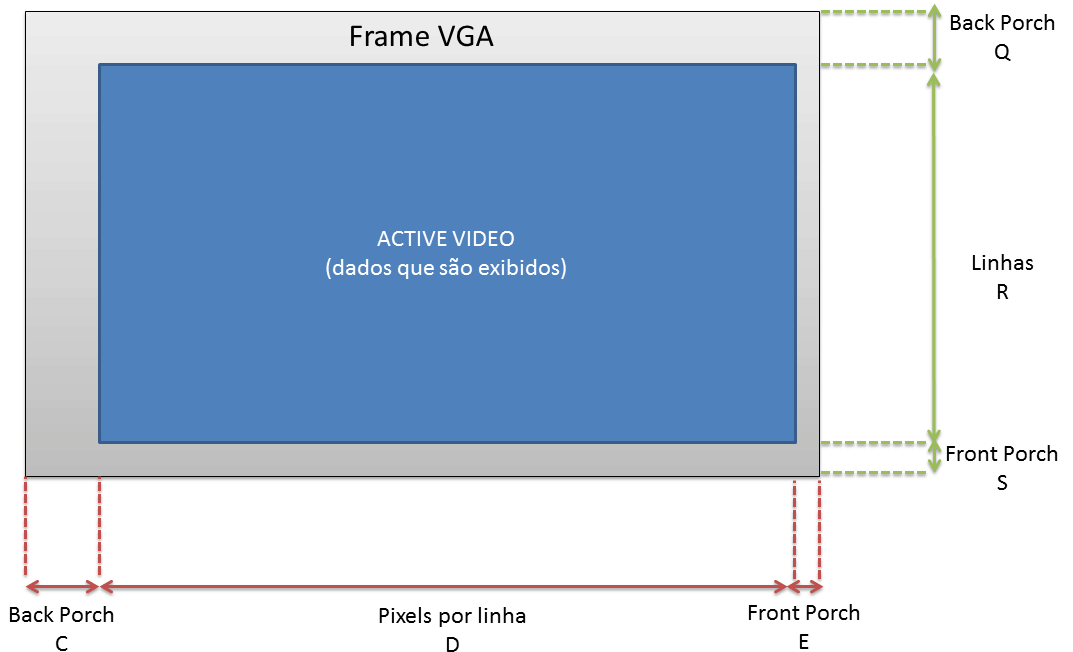 Frame VGA
Back Porch
Q
ACTIVE VIDEO
(dados que são exibidos)
Linhas
R
Front Porch
S
Back Porch
C
Pixels por linha
D
Front Porch
E